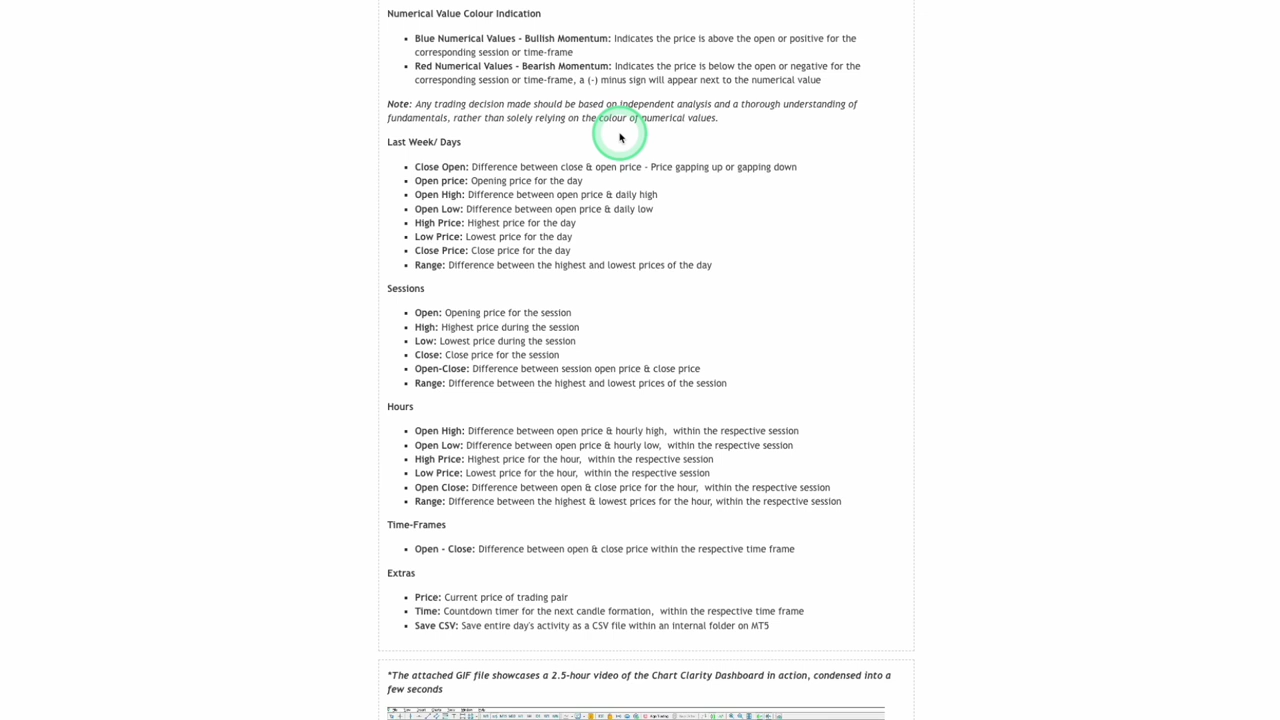 Numerical Value Colour Indication
Blue Numerical Values - Bullish Momentum: Indicates the price is above the open or positive for the
corresponding session or time-frame
Red Numerical Values - Bearish Momentum: Indicates the price is below the open or negative for the
corresponding session or time-frame, a (-) minus sign will appear next to the numerical value
Note: Any trading decision made should be based on independent analysis and a thorough understanding of
fundamentals, rather than solely relying on the colour of numerical values.
Last Week/ Days
Close Open: Difference between close & open price - Price gapping up or gapping down
Open price: Opening price for the day
Open High: Difference between open price & daily high
Open Low: Difference between open price & daily low
High Price: Highest price for the day
Low Price: Lowest price for the day
Close Price: Close price for the day
Range: Difference between the highest and lowest prices of the day
Sessions
Open: Opening price for the session
High: Highest price during the session
Low: Lowest price during the session
Close: Close price for the session
Open-Close: Difference between session open price & close price
Range: Difference between the highest and lowest prices of the session
Hours
Open High: Difference between open price & hourly high, within the respective session
Open Low: Difference between open price & hourly low, within the respective session
High Price: Highest price for the hour, within the respective session
Low Price: Lowest price for the hour, within the respective session
Open Close: Difference between open & close price for the hour, within the respective session
Range: Difference between the highest & lowest prices for the hour, within the respective session
Time-Frames
Open - Close: Difference between open & close price within the respective time frame
Extras
Price: Current price of trading pair
Time: Countdown timer for the next candle formation, within the respective time frame
Save CSV: Save entire day's activity as a CSV file within an internal folder on MT5
*The attached GIF file showcases a 2.5-hour video of the Chart Clarity Dashboard in action, condensed into a
few seconds